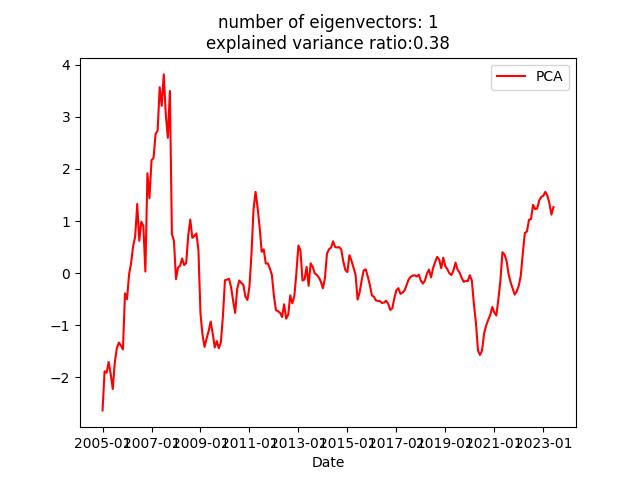 number of eigenvectors: 1
explained variance ratio:0.38
PCA
4
3
2
1
0
−1
−2
2005-01 2007-01 2009-01 2011-01 2013-01 2015-01 2017-01 2019-01 2021-01 2023-01
Date